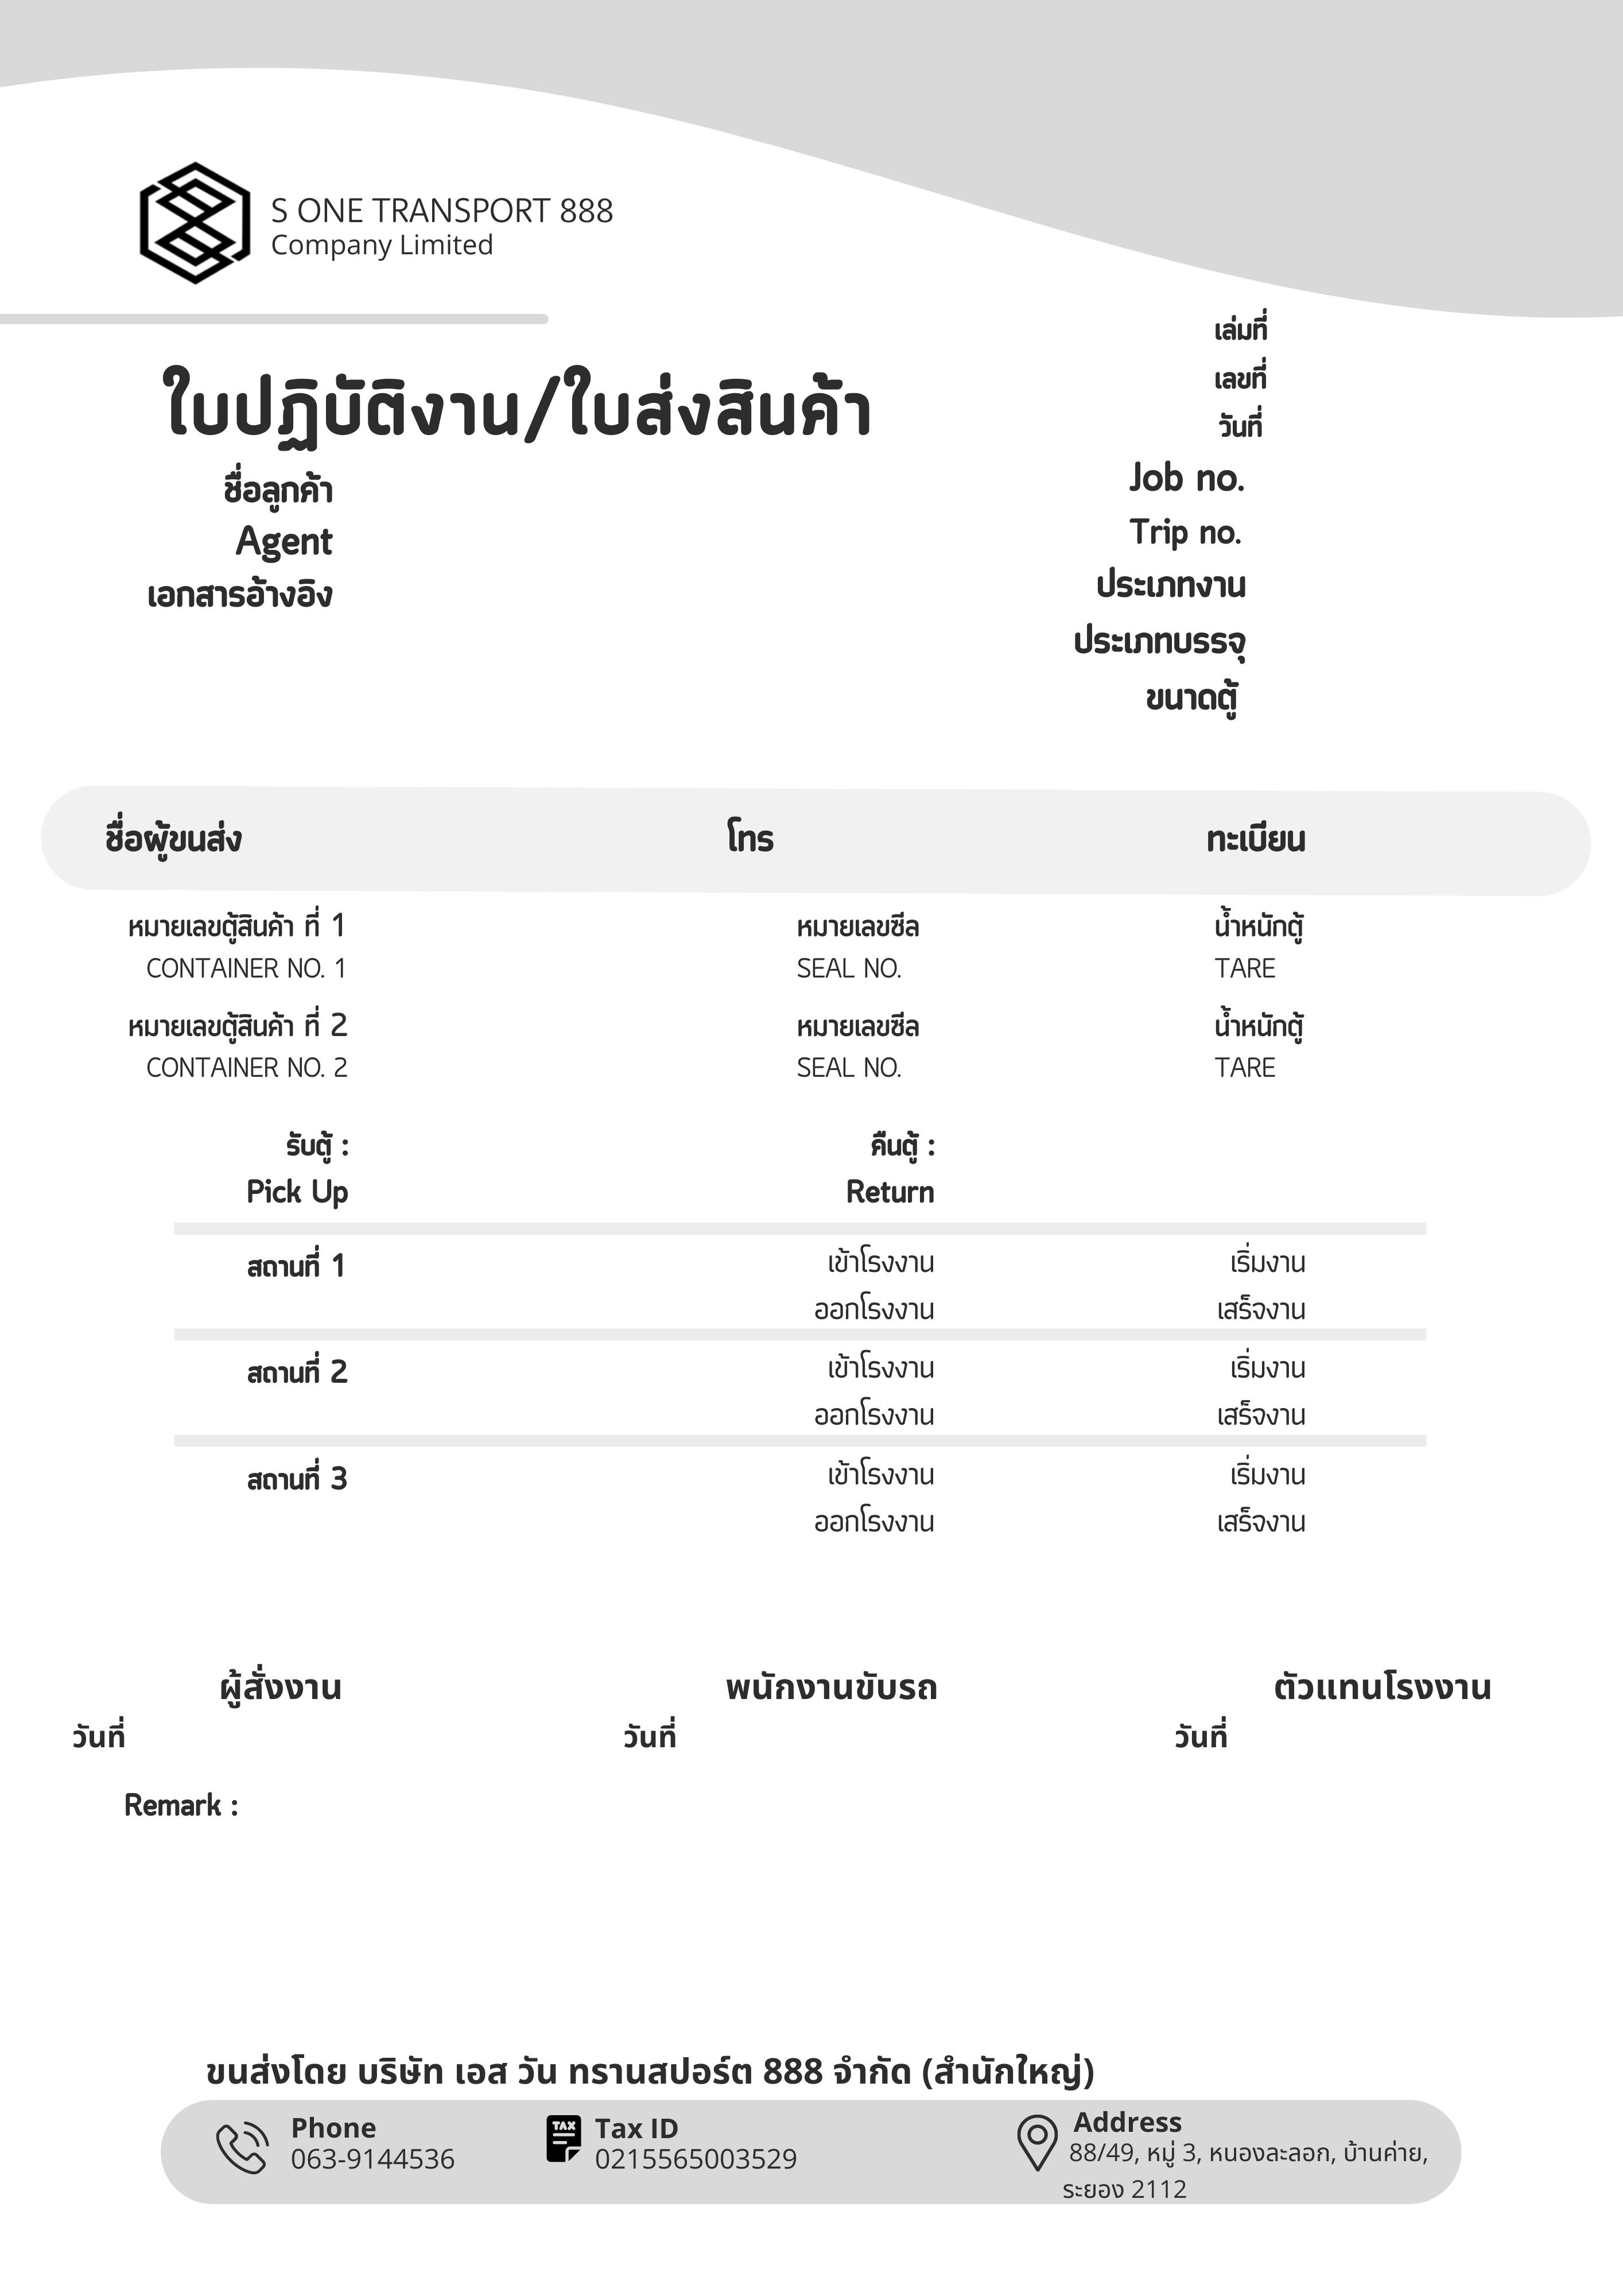 S ONE TRANSPORT 888
Company Limited
เล่มที่
เลขที่
วันที่
ใบปฏิบัติงาน/ใบส่งสินค้า
ชื่อลูกค้า
Agent
เอกสารอ้างอิง
Job no.
Trip no.
ประเภทงาน
ประเภทบรรจุ
ขนาดตู้
ชื่อผู้ขนส่ง โทร ทะเบียน
หมายเลขตู้สินค้า ที่ 1 หมายเลขซีล น้ำหนักตู้
CONTAINER NO. 1 SEAL NO. TARE
หมายเลขตู้สินค้า ที่ 2 หมายเลขซีล น้ำหนักตู้
CONTAINER NO. 2 SEAL NO. TARE
รับตู้ : คืนตู้ :
Pick Up Return
สถานที่ 1 เข้าโรงงาน เริ่มงาน
ออกโรงงาน เสร็จงาน
สถานที่ 2 เข้าโรงงาน เริ่มงาน
ออกโรงงาน เสร็จงาน
สถานที่ 3 เข้าโรงงาน เริ่มงาน
ออกโรงงาน เสร็จงาน
ผู้สั่งงาน พนักงานขับรถ ตัวแทนโรงงาน
วันที่ วันที่ วันที่
Remark :
ขนส่งโดย บริษัท เอส วัน ทรานสปอร์ต 888 จำกัด (สำนักใหญ่)
Phone
063-9144536
TAX
Tax ID
0215565003529
Address
88/49, หมู่ 3, หนองละลอก, บ้านค่าย,
ระยอง 2112